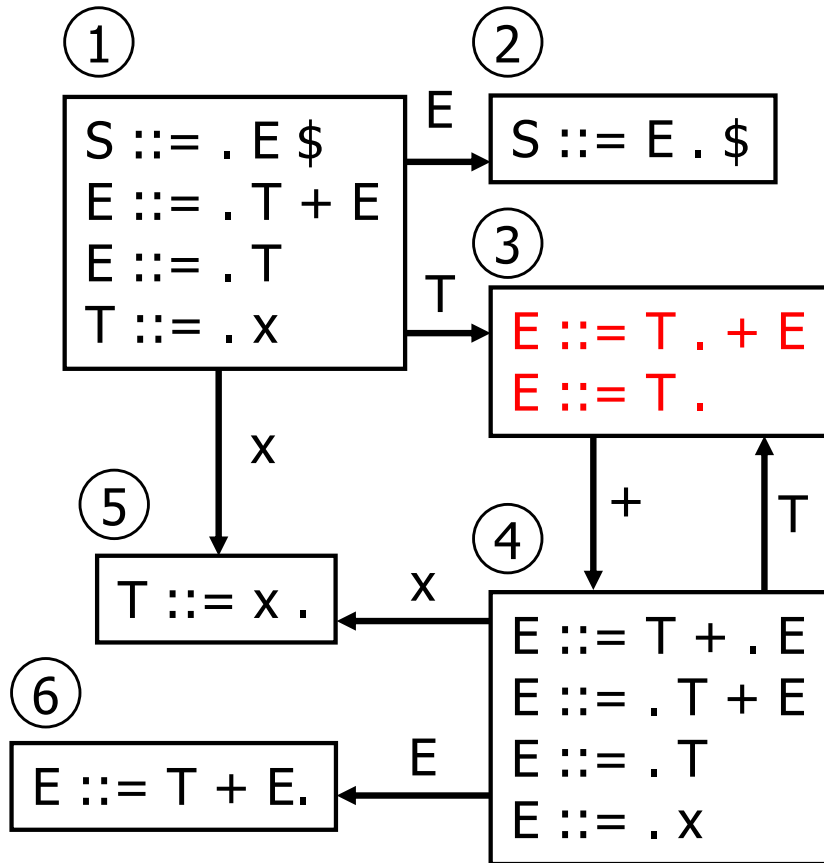 1
S ::= . E $
E ::= . T + E
E ::= . T
T ::= . x
E
2
S ::= E . $
T
3
E ::= T . + E
E ::= T .
x
+
T
5
T ::= x .
x
4
E ::= T + . E
E ::= . T + E
E ::= . T
E ::= . x
6
E ::= T + E.
E